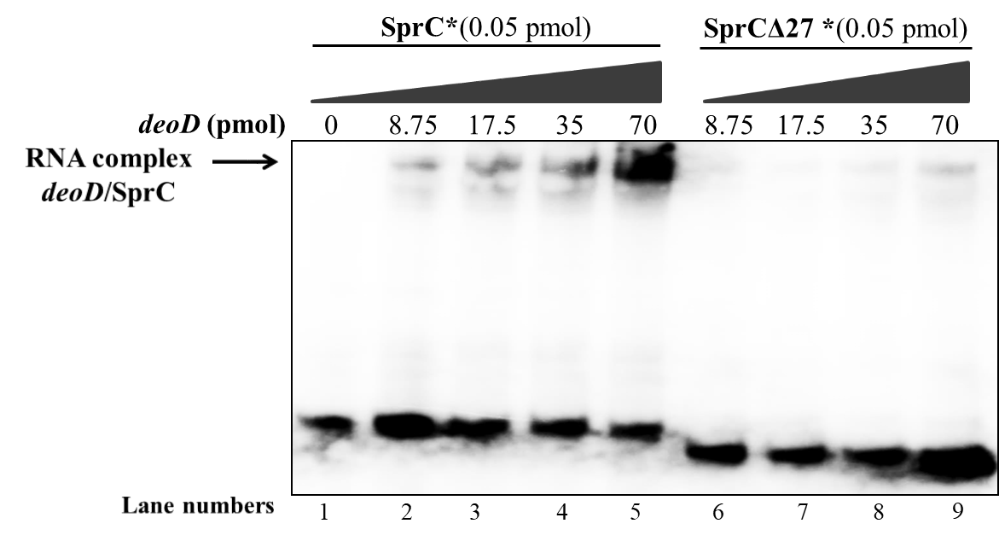 SprC*(0.05 pmol) SprCΔ27 *(0.05 pmol)
deoD (pmol) 0 8.75 17.5 35 70 8.75 17.5 35 70
RNA complex
deoD/SprC
Lane numbers 1 2 3 4 5 6 7 8 9